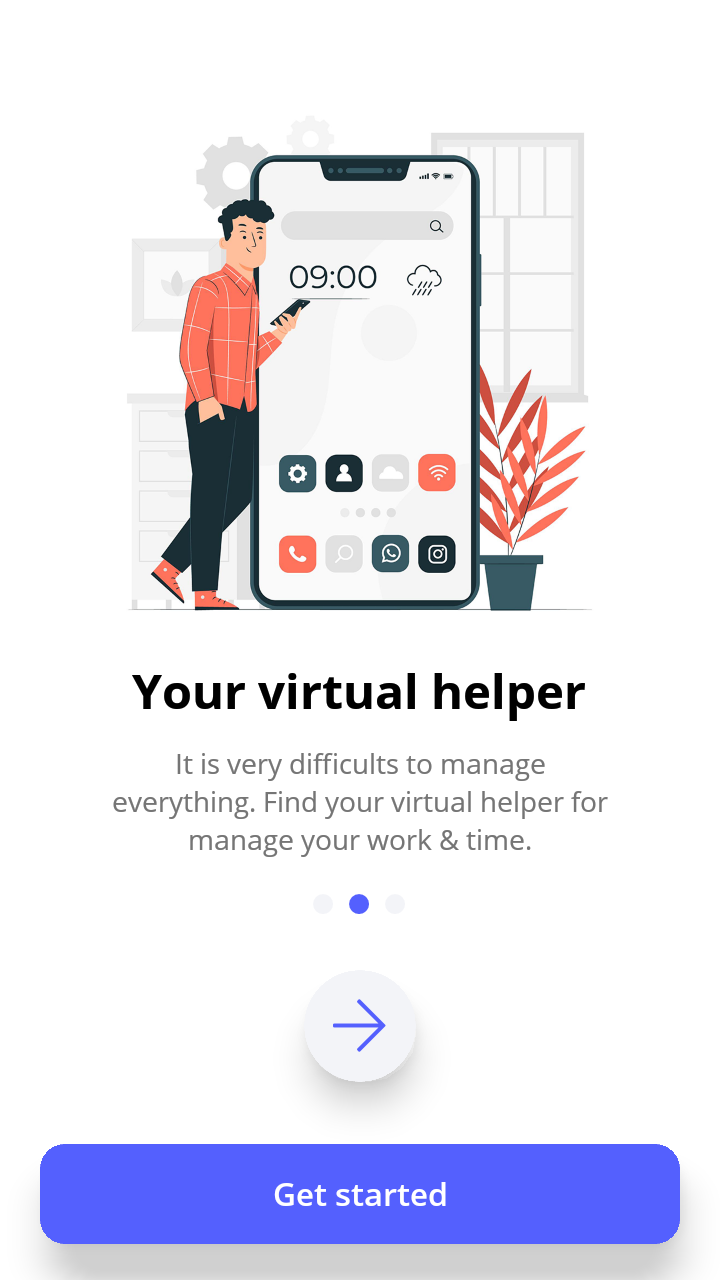 09:00
Your virtual helper
It is very difficults to manage
everything. Find your virtual helper for
manage your work & time.
Get started